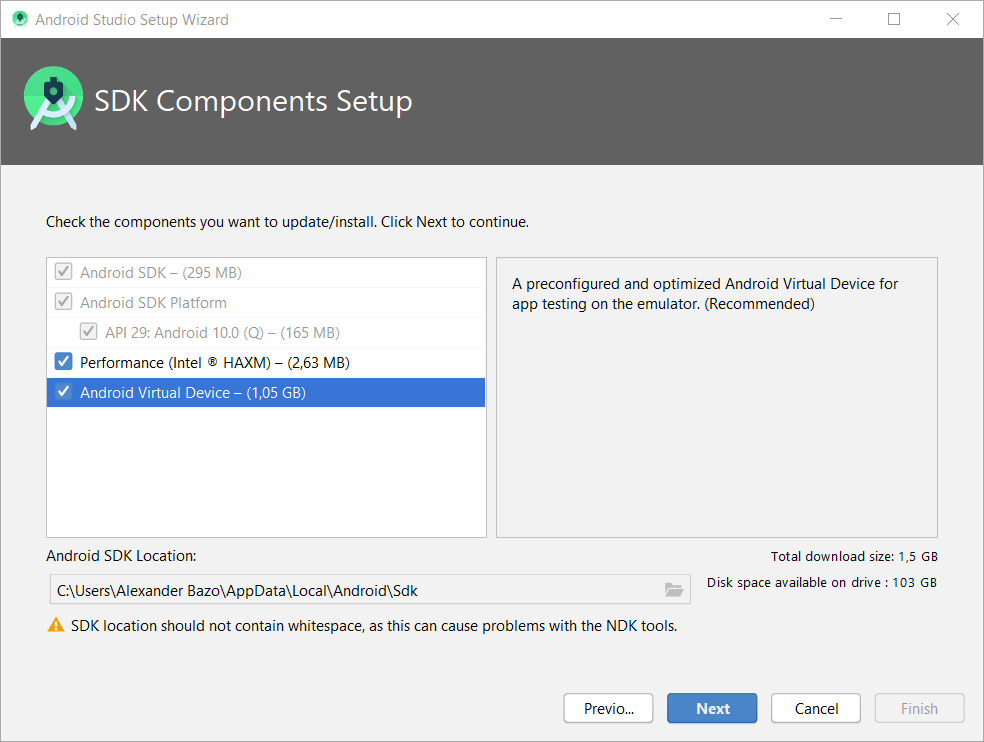 Android Studio Setup Wizard
SDK Components Setup
Check the components you want to update/install. Click Next to continue.
Android SDK – (295 MB)
Android SDK Platform
API 29: Android 10.0 (Q) – (165 MB)
Performance (Intel ® HAXM) – (2,63 MB)
Android Virtual Device – (1,05 GB)
A preconfigured and optimized Android Virtual Device for
app testing on the emulator. (Recommended)
Android SDK Location:
Total download size: 1,5 GB
C:\Users\Alexander Bazo\AppData\Local\Android\Sdk
Disk space available on drive : 103 GB
SDK location should not contain whitespace, as this can cause problems with the NDK tools.
Previo...
Next
Cancel
Finish